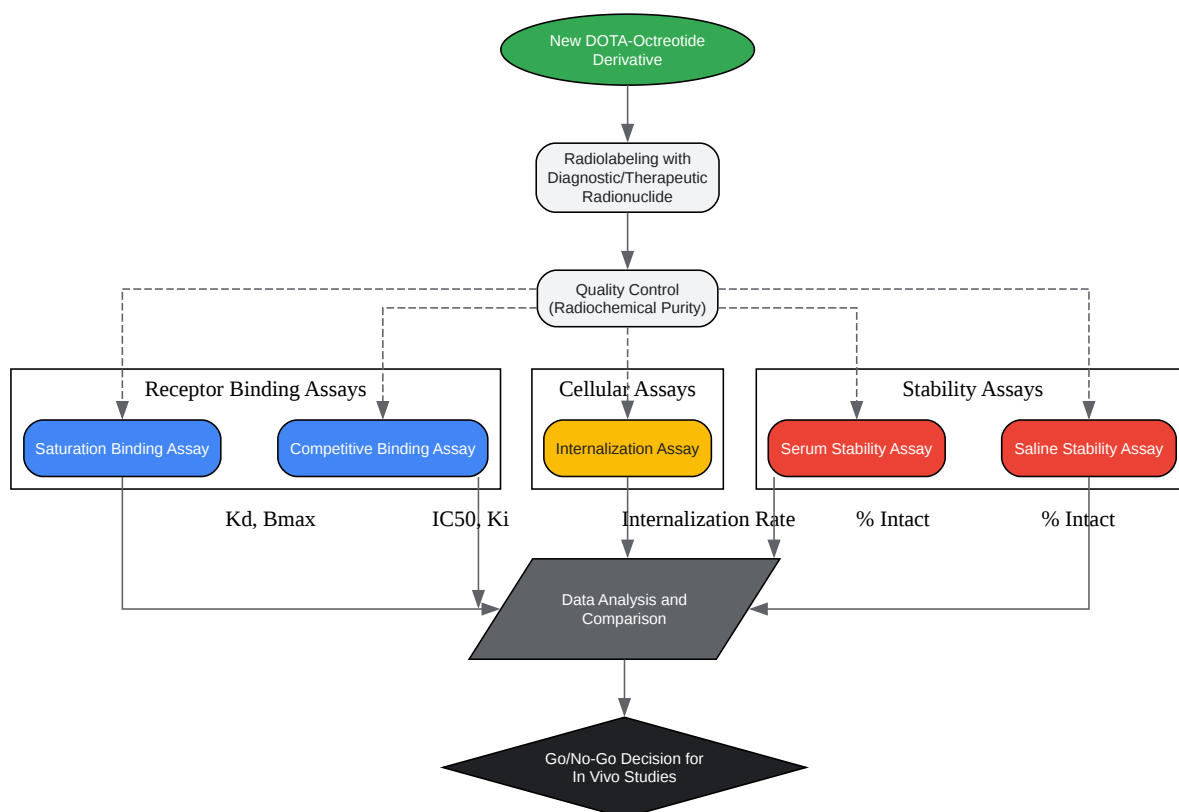 New DOTA-Octreotide
Derivative
Radiolabeling with
Diagnostic/Therapeutic
Radionuclide
Quality Control
(Radiochemical Purity)
Receptor Binding Assays
Cellular Assays
Stability Assays
Saturation Binding Assay
Competitive Binding Assay
Internalization Assay
Serum Stability Assay
Saline Stability Assay
Kd, Bmax
IC50, Ki
Internalization Rate
% Intact
% Intact
Data Analysis and
Comparison
Go/No-Go Decision for
In Vivo Studies